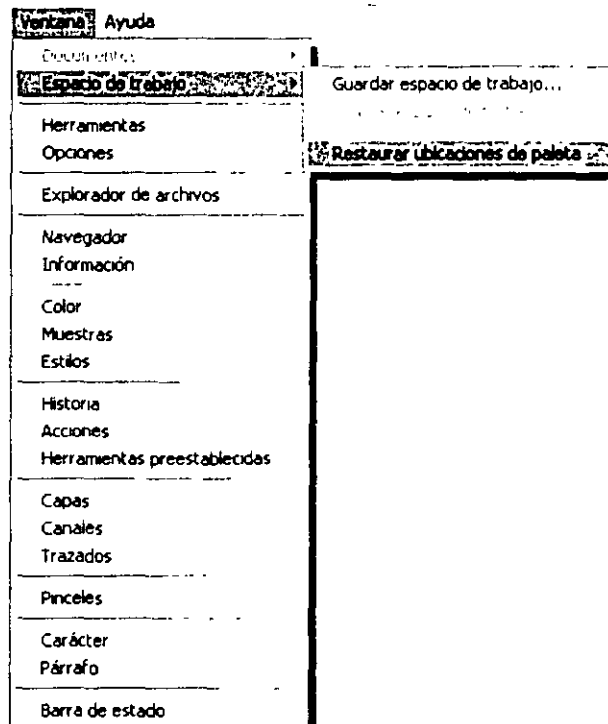 Ventana Ayuda
Documentos
Espacio de trabajo
Guardar espacio de trabajo...
Restaurar ubicaciones de paleta
Herramientas
Opciones
Explorador de archivos
Navegador
Información
Color
Muestras
Estilos
Historia
Acciones
Herramientas preestablecidas
Capas
Canales
Trazados
Pinceles
Carácter
Párrafo
Barra de estado